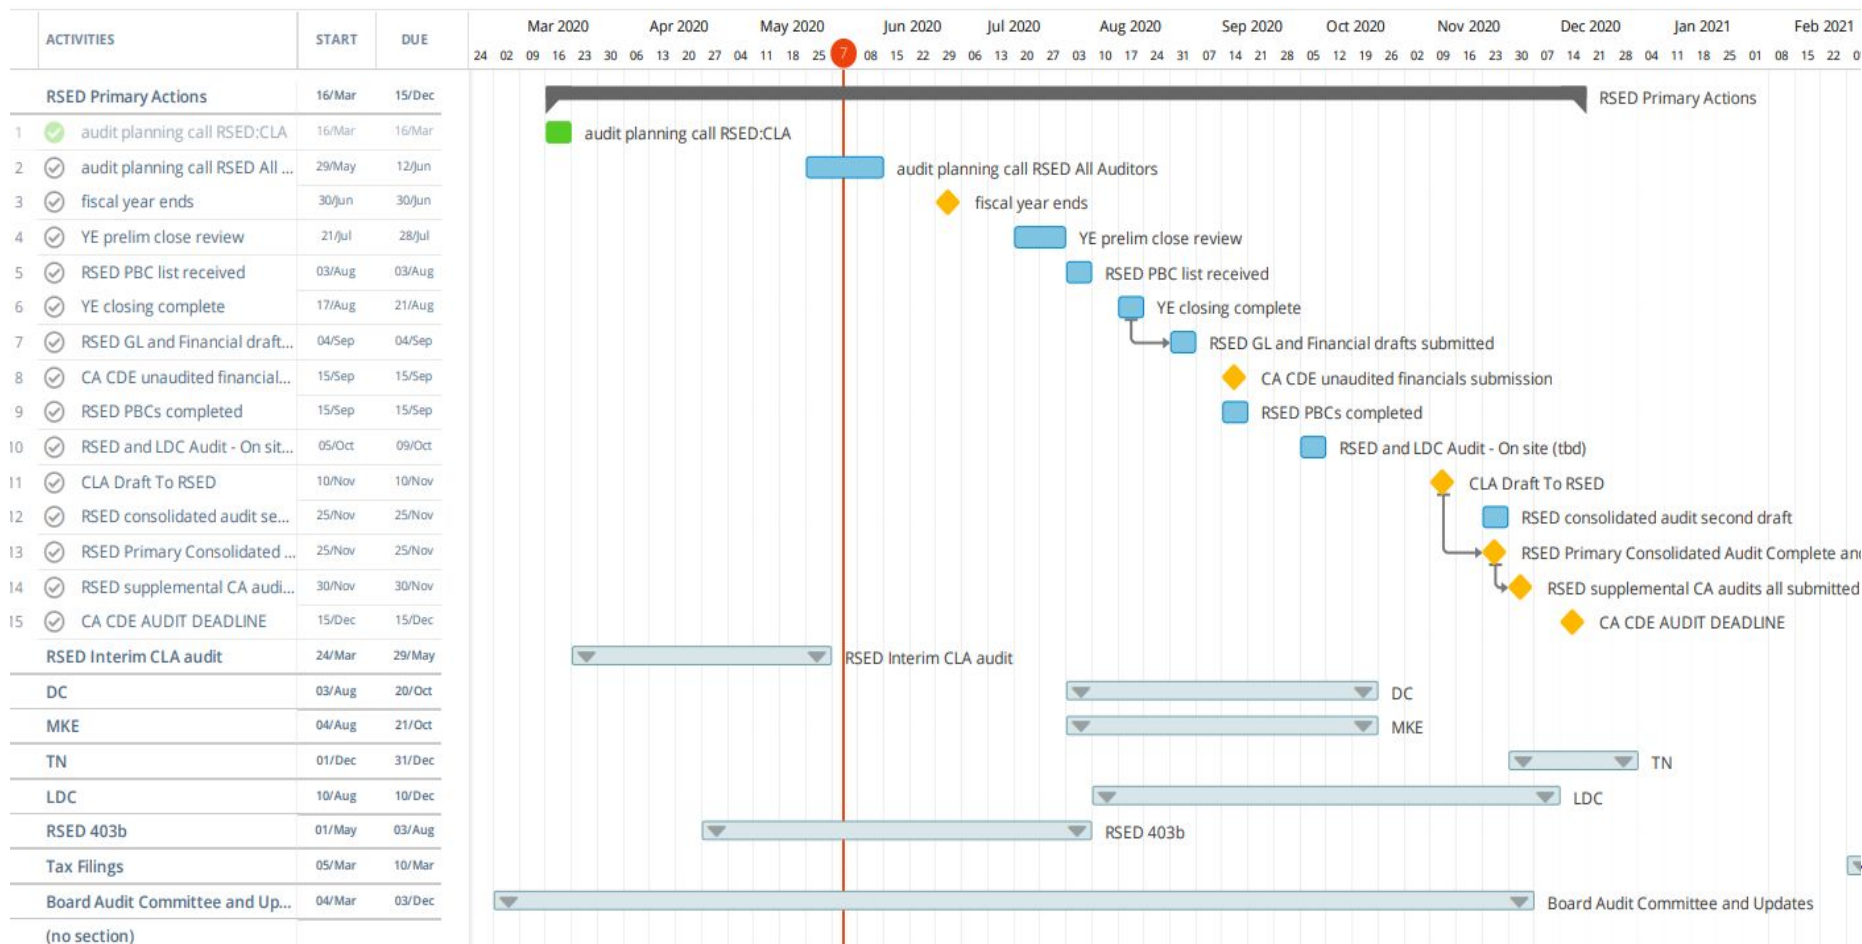 Mar 2020 Apr 2020 May 2020 Jun 2020 Jul 2020 Aug 2020 Sep 2020 Oct 2020 Nov 2020 Dec 2020 Jan 2021 Feb 2021
ACTIVITIES START DUE
24 02 09 16 23 30 06 13 20 27 04 11 18 25 7 08 15 22 29 06 13 20 27 03 10 17 24 31 07 14 21 28 05 12 19 26 02 09 16 23 30 07 14 21 28 04 11 18 25 01 08 15 22
RSED Primary Actions 16/Mar 15/Dec RSED Primary Actions
1 audit planning call RSED:CLA 16/Mar 16/Mar audit planning call RSED:CLA
2 audit planning call RSED All ... 29/May 12/Jun audit planning call RSED All Auditors
3 fiscal year ends 30/Jun 30/Jun fiscal year ends
4 YE prelim close review 21/Jul 28/Jul YE prelim close review
5 RSED PBC list received 03/Aug 03/Aug RSED PBC list received
6 YE closing complete 17/Aug 21/Aug YE closing complete
7 RSED GL and Financial draft... 04/Sep 04/Sep RSED GL and Financial drafts submitted
8 CA CDE unaudited financial... 15/Sep 15/Sep CA CDE unaudited financials submission
9 RSED PBCs completed 15/Sep 15/Sep RSED PBCs completed
10 RSED and LDC Audit - On sit... 05/Oct 09/Oct RSED and LDC Audit - On site (tbd)
11 CLA Draft To RSED 10/Nov 10/Nov CLA Draft To RSED
12 RSED consolidated audit se... 25/Nov 25/Nov RSED consolidated audit second draft
13 RSED Primary Consolidated ... 25/Nov 25/Nov RSED Primary Consolidated Audit Complete and
14 RSED supplemental CA audi... 30/Nov 30/Nov RSED supplemental CA audits all submitted
15 CA CDE AUDIT DEADLINE 15/Dec 15/Dec CA CDE AUDIT DEADLINE
RSED Interim CLA audit 24/Mar 29/May RSED Interim CLA audit
DC 03/Aug 20/Oct DC
MKE 04/Aug 21/Oct MKE
TN 01/Dec 31/Dec TN
LDC 10/Aug 10/Dec LDC
RSED 403b 01/May 03/Aug RSED 403b
Tax Filings 05/Mar 10/Mar
Board Audit Committee and Up... 04/Mar 03/Dec Board Audit Committee and Updates
(no section)